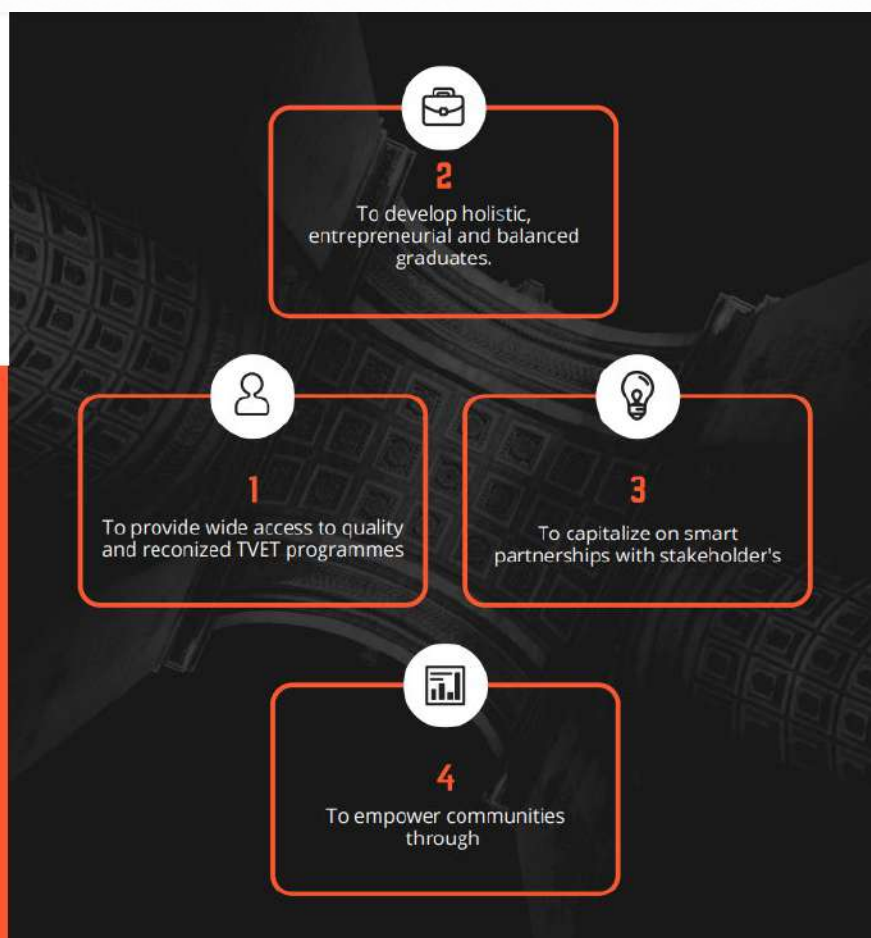 2
To develop holistic,
entrepreneurial and balanced
graduates.
1
To provide wide access to quality
and reconized TVET programmes
3
To capitalize on smart
partnerships with stakeholder's
4
To empower communities
through